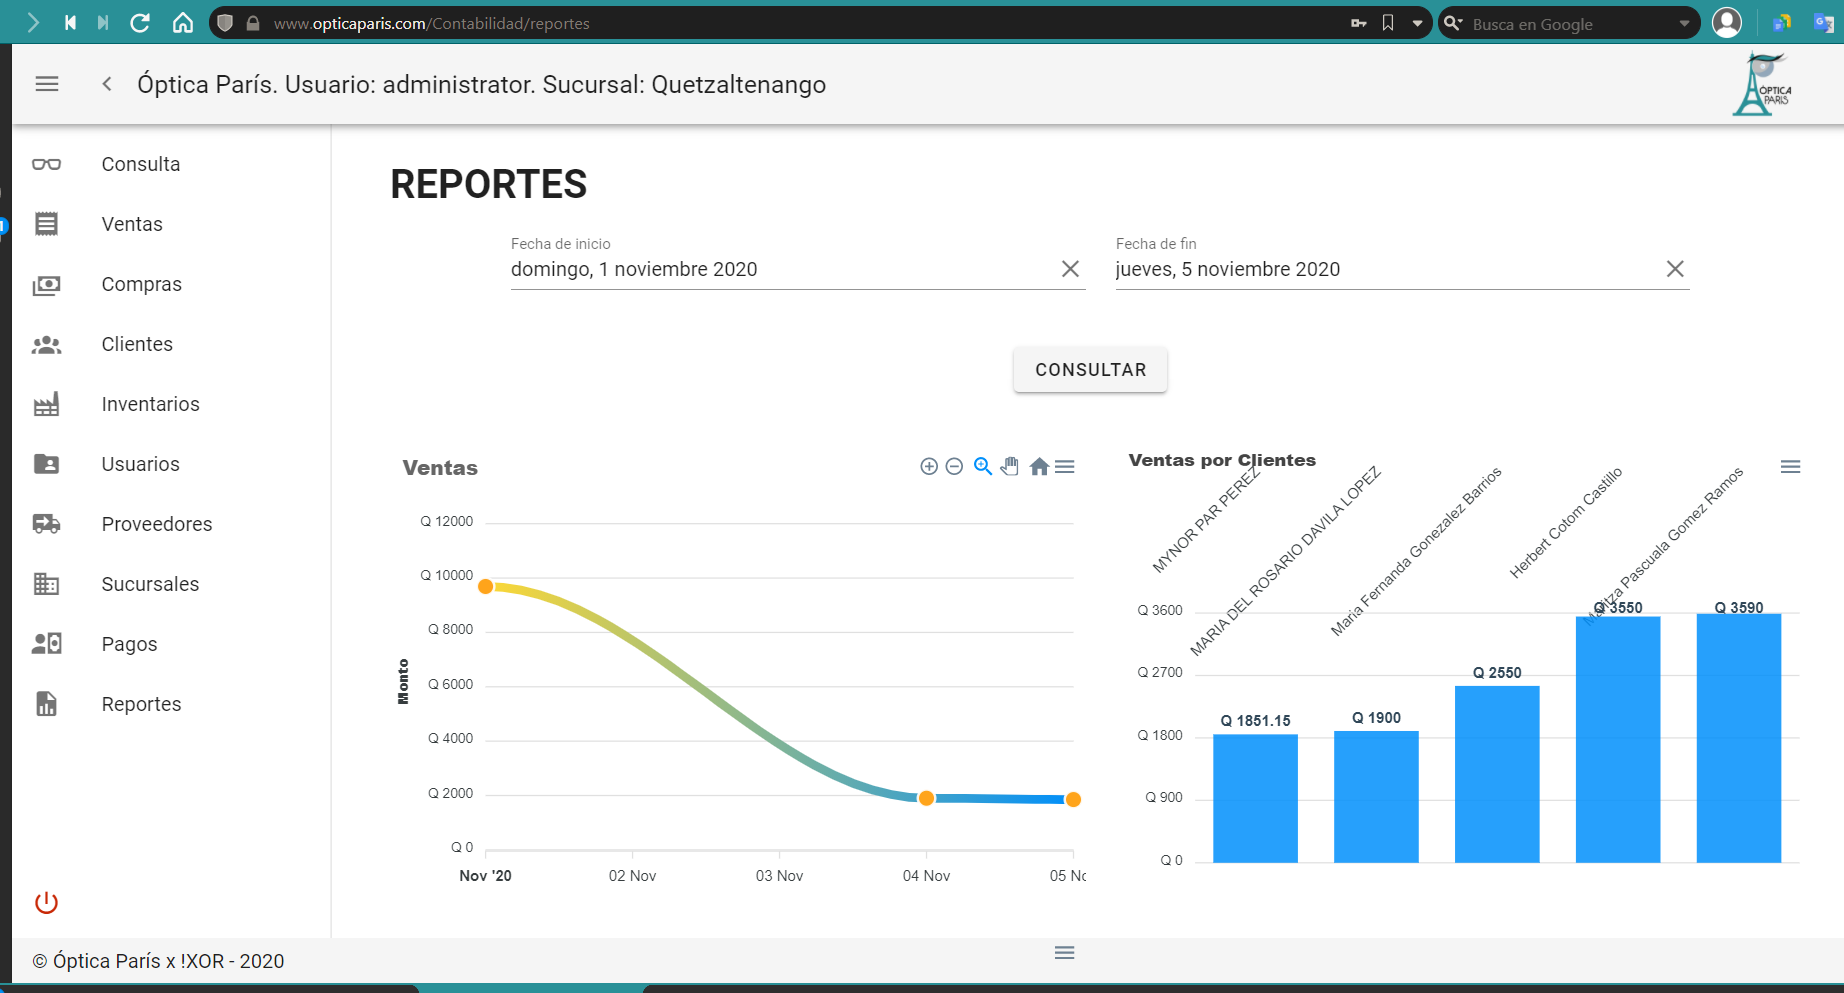 www.opticaparis.com/Contabilidad/reportes
Busca en Google
Óptica París. Usuario: administrator. Sucursal: Quetzaltenango
ÓPTICA
PARIS
Consulta
Ventas
Compras
Clientes
Inventarios
Usuarios
Proveedores
Sucursales
Pagos
Reportes
REPORTES
Fecha de inicio
domingo, 1 noviembre 2020
Fecha de fin
jueves, 5 noviembre 2020
CONSULTAR
Ventas
Q 12000
Q 10000
Q 8000
Q 6000
Q 4000
Q 2000
Q 0
Monto
Nov '20
02 Nov
03 Nov
04 Nov
05 No
Ventas por Clientes
MYNOR PAR PEREZ
MARIA DEL ROSARIO DAVILA LOPEZ
Maria Fernanda Gonezalez Barrios
Herbert Cotom Castillo
Maritza Pascuala Gomez Ramos
Q 3600
Q 2700
Q 1800
Q 900
Q 0
Q 1851.15
Q 1900
Q 2550
Q 3550
Q 3590
© Óptica París x !XOR - 2020